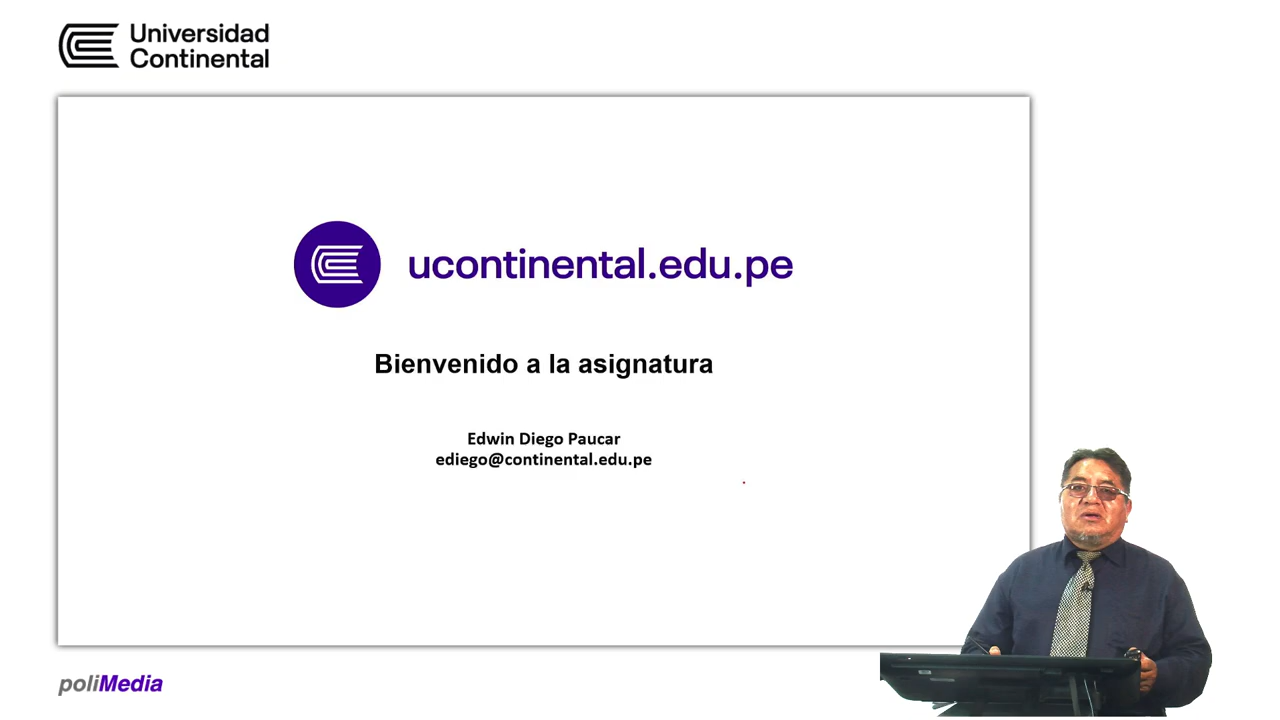 Universidad
Continental
ucontinental.edu.pe
Bienvenido a la asignatura
Edwin Diego Paucar
ediego@continental.edu.pe
poliMedia